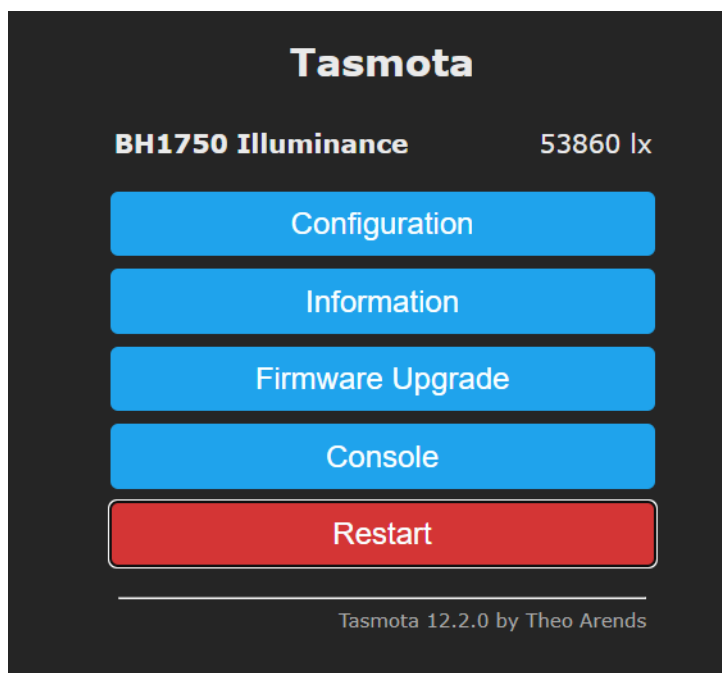 Tasmota
BH1750 Illuminance 53860 lx
Configuration
Information
Firmware Upgrade
Console
Restart
Tasmota 12.2.0 by Theo Arends